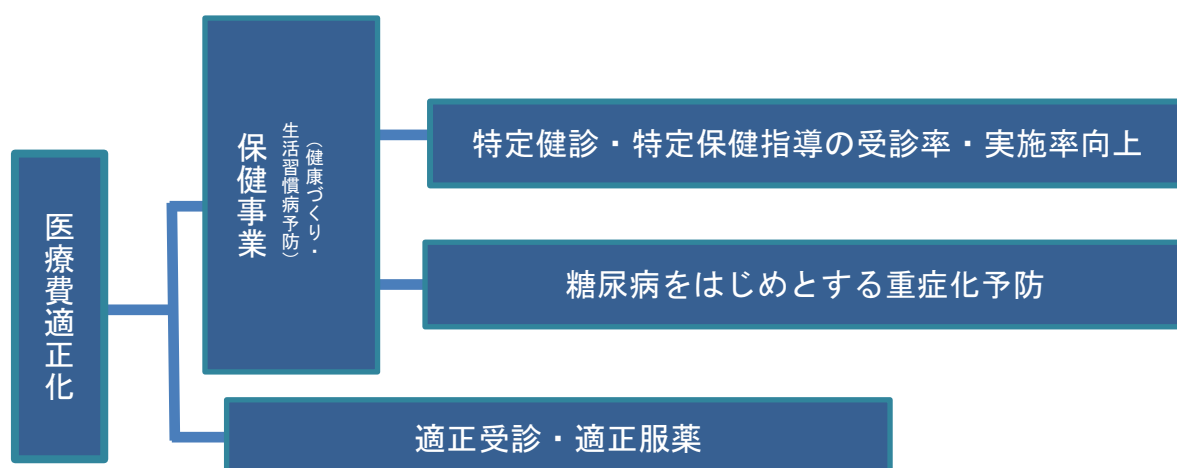 医療費適正化
保健事業
（健康づくり・
生活習慣病予防）
特定健診・特定保健指導の受診率・実施率向上
糖尿病をはじめとする重症化予防
適正受診・適正服薬